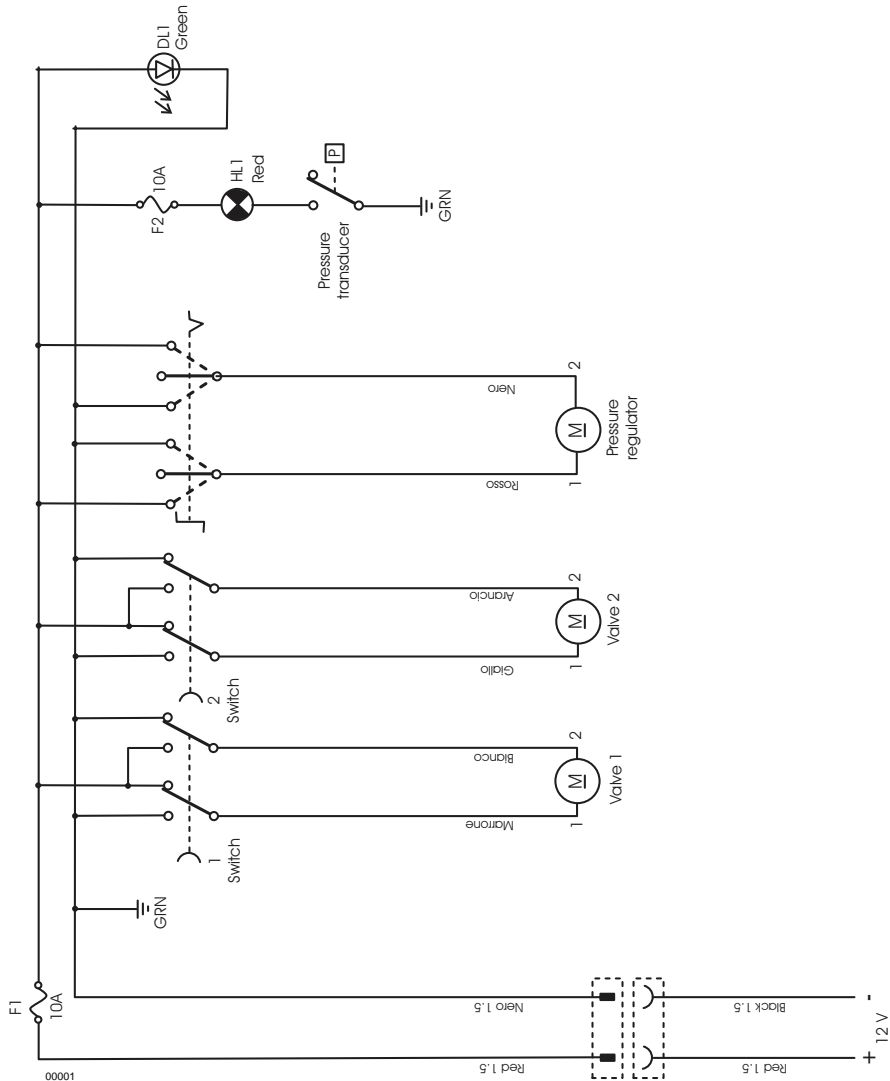 DL1
Green
F2 10A
HL1
Red
P
Pressure
transducer
GRN
Nero
Rosso
1
2
M
Pressure
regulator
Arancio
Giallo
1
2
M
Valve 2
2
Switch
Bianco
Marrone
1
2
M
Valve 1
1
Switch
GRN
F1
10A
Nero 1.5
Red 1.5
Black 1.5
Red 1.5
+
-
12 V
00001